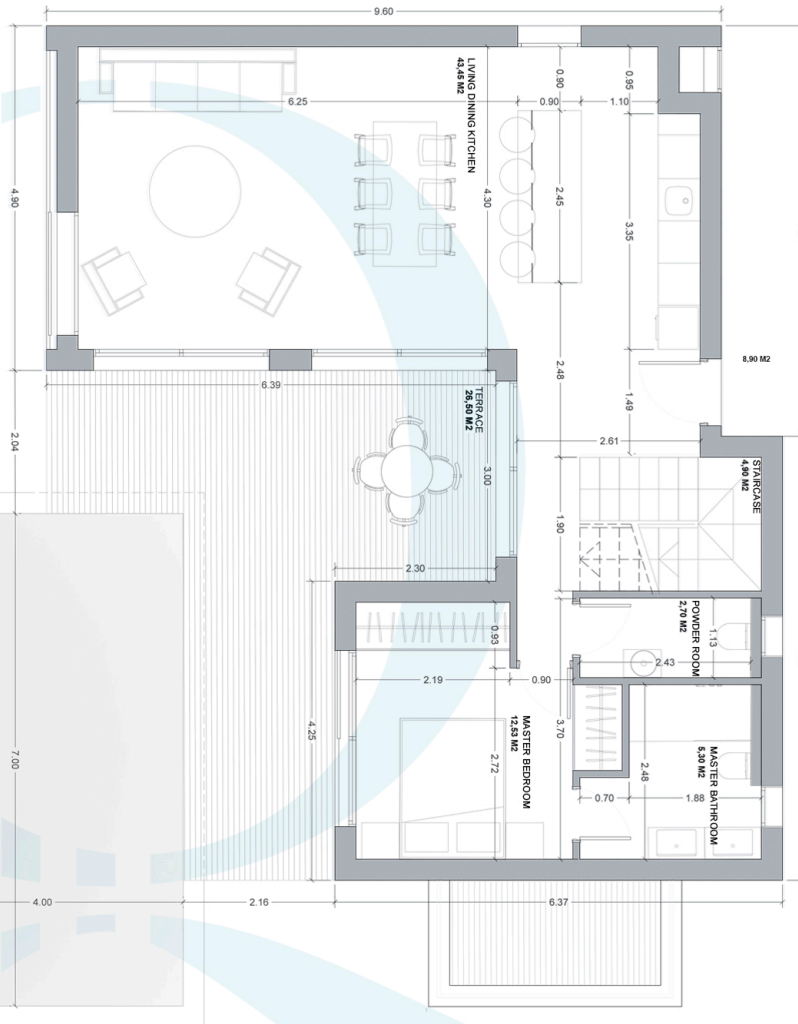 9.60
4.90
LIVING DINING KITCHEN
43,45 M2
0.90
0.95
6.25
0.90
1.10
4.30
2.45
3.35
2.48
8,90 M2
6.39
TERRACE
26,50 M2
1.49
2.61
2.04
3.00
STAIRCASE
4,90 M2
1.90
2.30
0.93
POWDER ROOM
2,70 M2
1.13
2.43
2.19
0.90
4.25
MASTER BEDROOM
12,53 M2
3.70
2.72
2.48
MASTER BATHROOM
5,30 M2
7.00
0.70
1.88
4.00
2.16
6.37